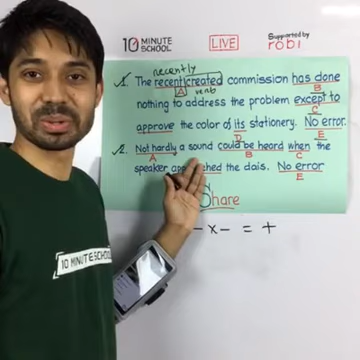 10 MINUTE SCHOOL
LIVE
Supported by
robi
recently
1. The recent created commission has done
A verb B
nothing to address the problem except to
C
approve the color of its stationery. No error.
D E
2. Not hardly a sound could be heard when the
A B C
speaker approached the dais. No error
E
Share
- x - = +
10 MINUTE SCHOOL